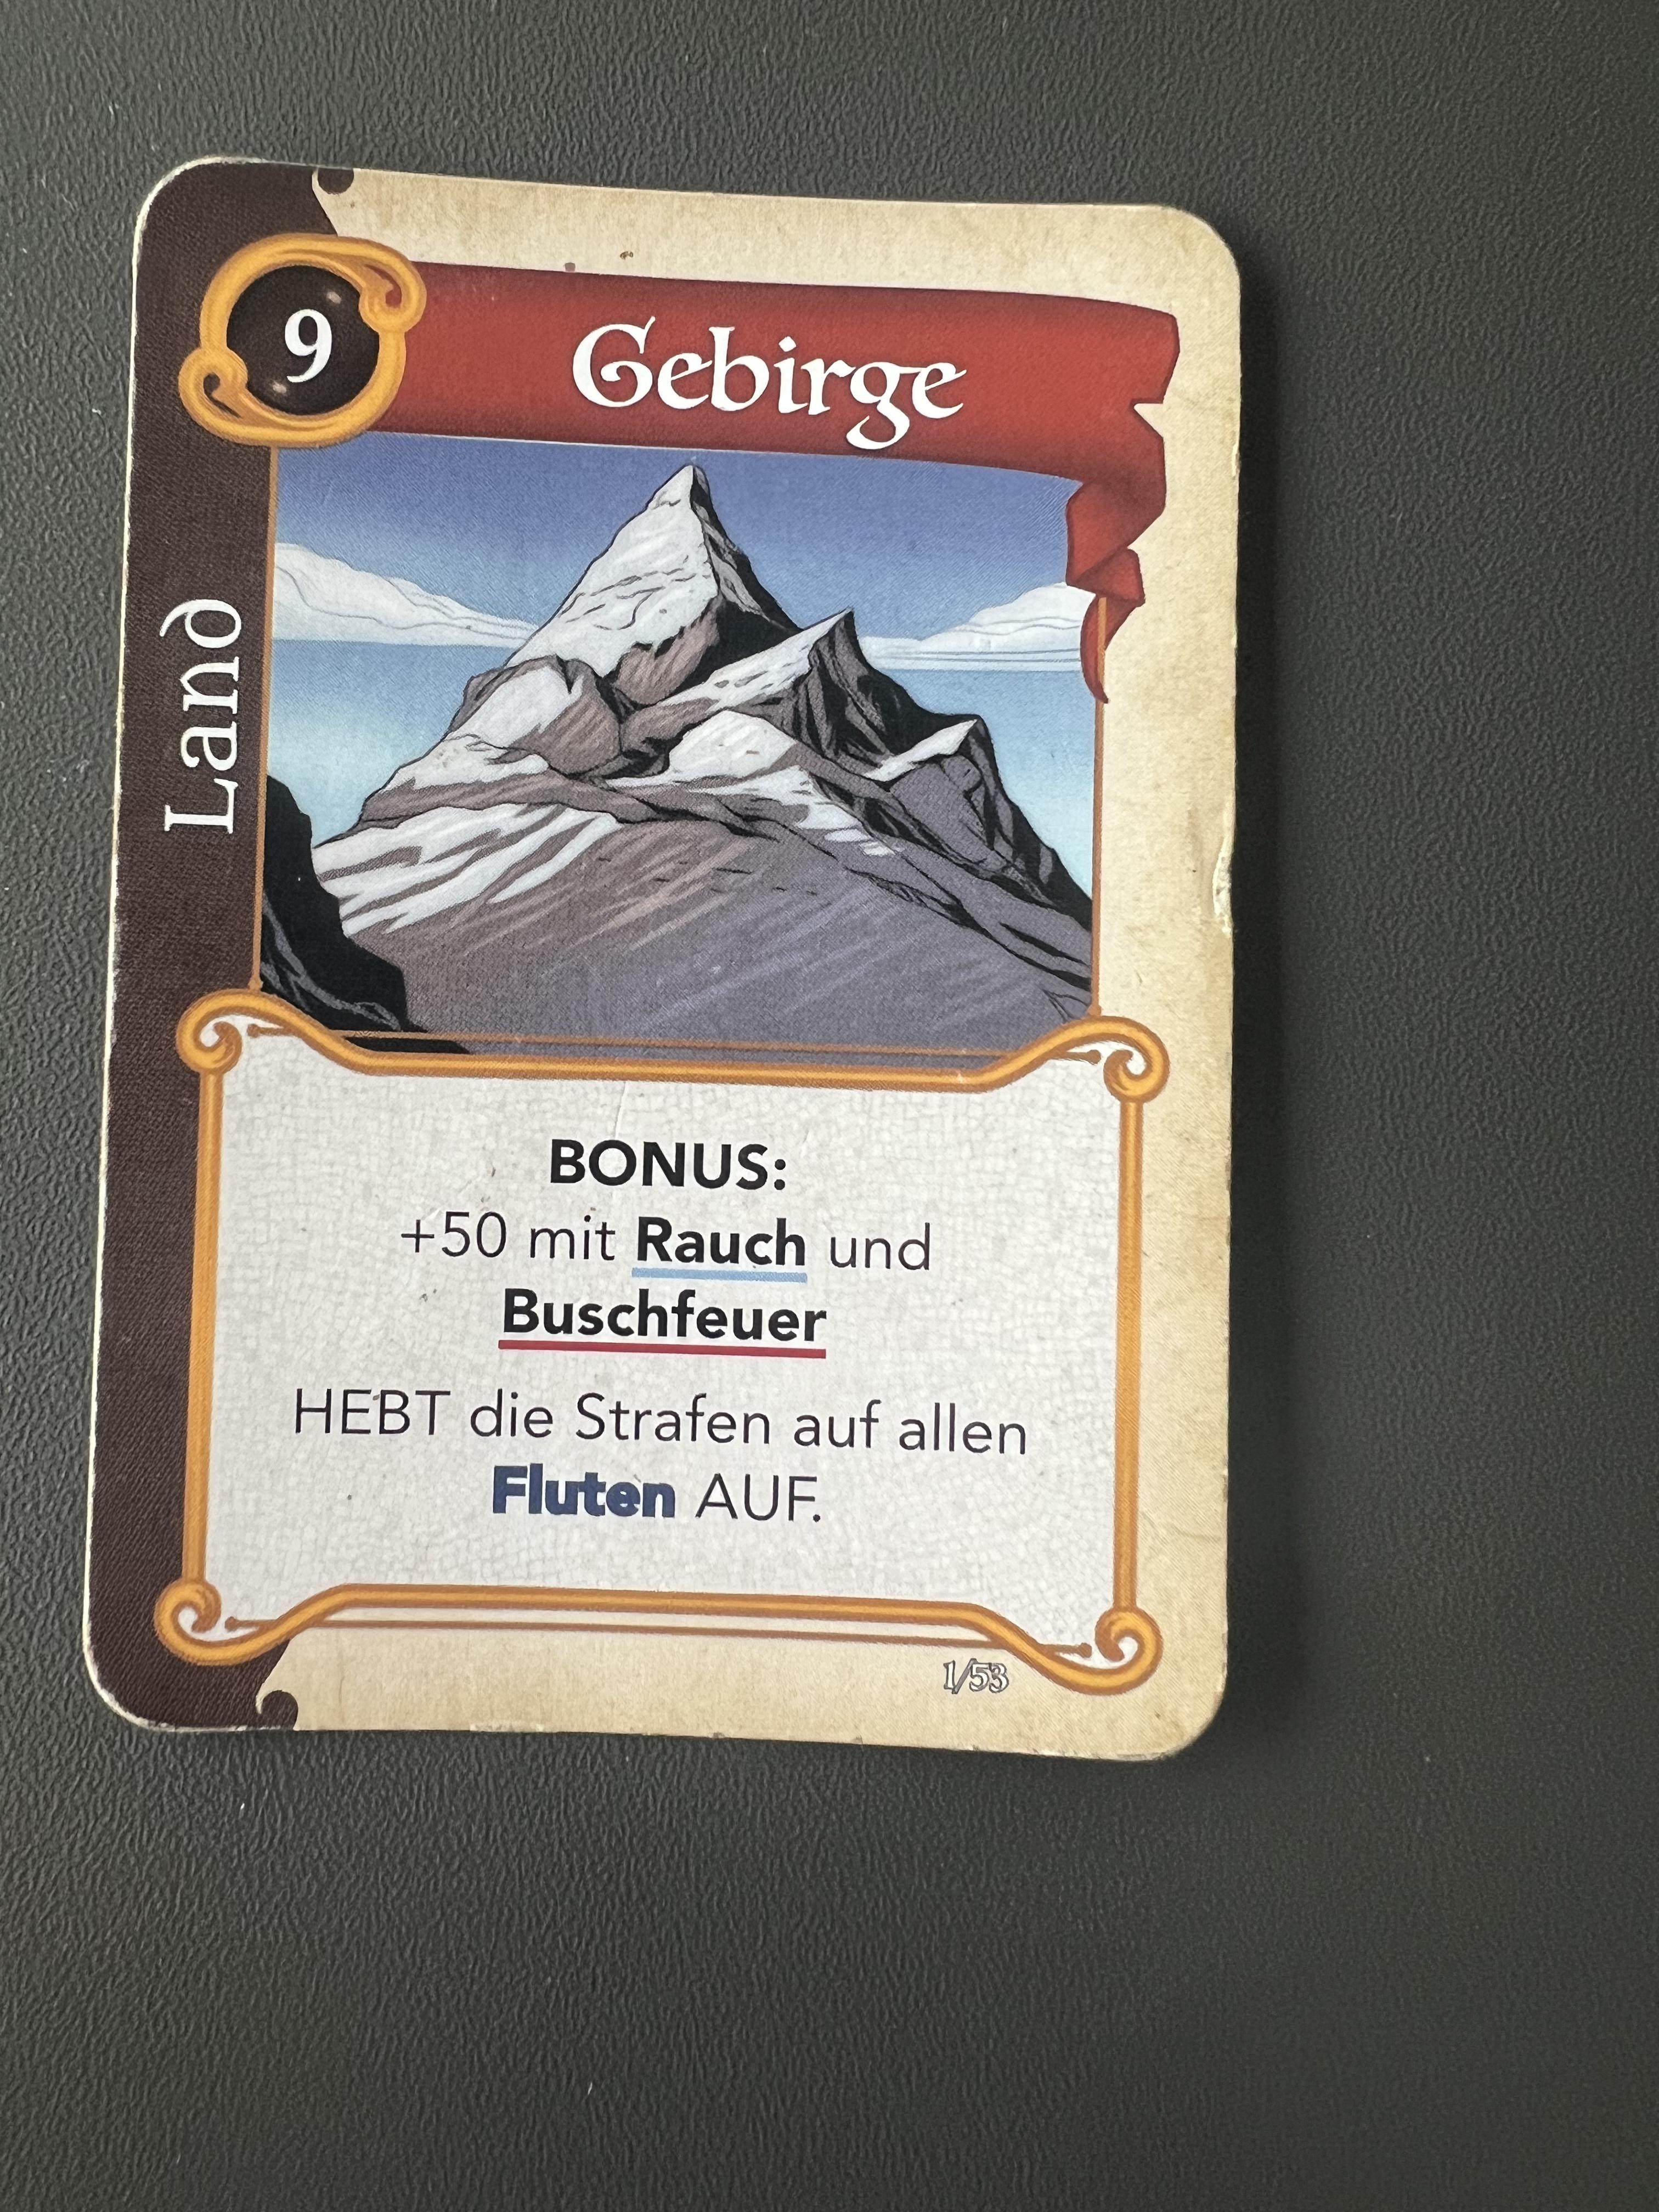 9
Gebirge
Land
BONUS:
+50 mit Rauch und
Buschfeuer
HEBT die Strafen auf allen
Fluten AUF.
1/53